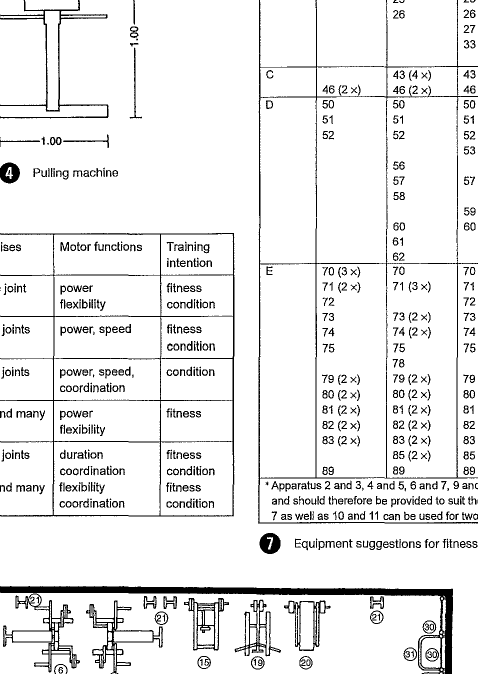 1.00
1.00
4 Pulling machine
ises Motor functions Training
intention
joint power fitness
flexibility condition
joints power, speed fitness
condition
joints power, speed, condition
coordination
nd many power fitness
flexibility
joints duration fitness
coordination condition
nd many flexibility fitness
coordination condition
26 26
27
33
C 43 (4 ×) 43
46 (2 ×) 46 (2 ×) 46
D 50 50 50
51 51 51
52 52 52
53
56
57 57
58
59
60 60
61
62
E 70 (3 ×) 70 70
71 (2 ×) 71 (3 ×) 71
72 72
73 73 (2 ×) 73
74 74 (2 ×) 74
75 75 75
78
79 (2 ×) 79 (2 ×) 79
80 (2 ×) 80 (2 ×) 80
81 (2 ×) 81 (2 ×) 81
82 (2 ×) 82 (2 ×) 82
83 (2 ×) 83 (2 ×) 83
85 (2 ×) 85
89 89 89
* Apparatus 2 and 3, 4 and 5, 6 and 7, 9 and
and should therefore be provided to suit the
7 as well as 10 and 11 can be used for two
7 Equipment suggestions for fitness
21 21 21
30
6 15 19 20 31 30